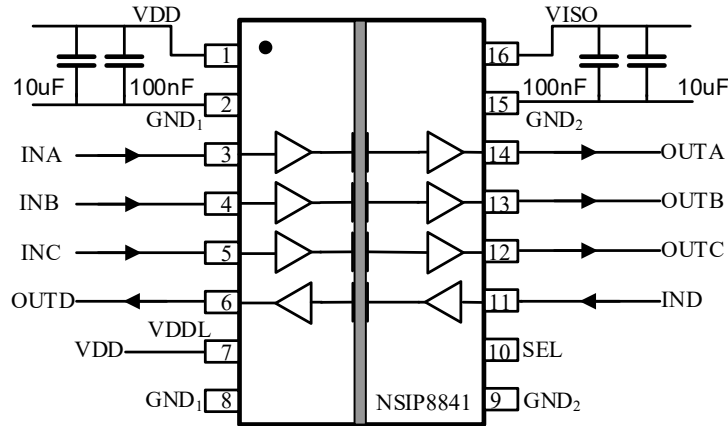 VDD
VISO
1
16
10uF
100nF
100nF
10uF
2
15
GND₁
GND₂
INA
3
14
OUTA
INB
4
13
OUTB
INC
5
12
OUTC
OUTD
6
11
IND
VDDL
VDD
7
10
SEL
GND₁
8
NSIP8841
9
GND₂